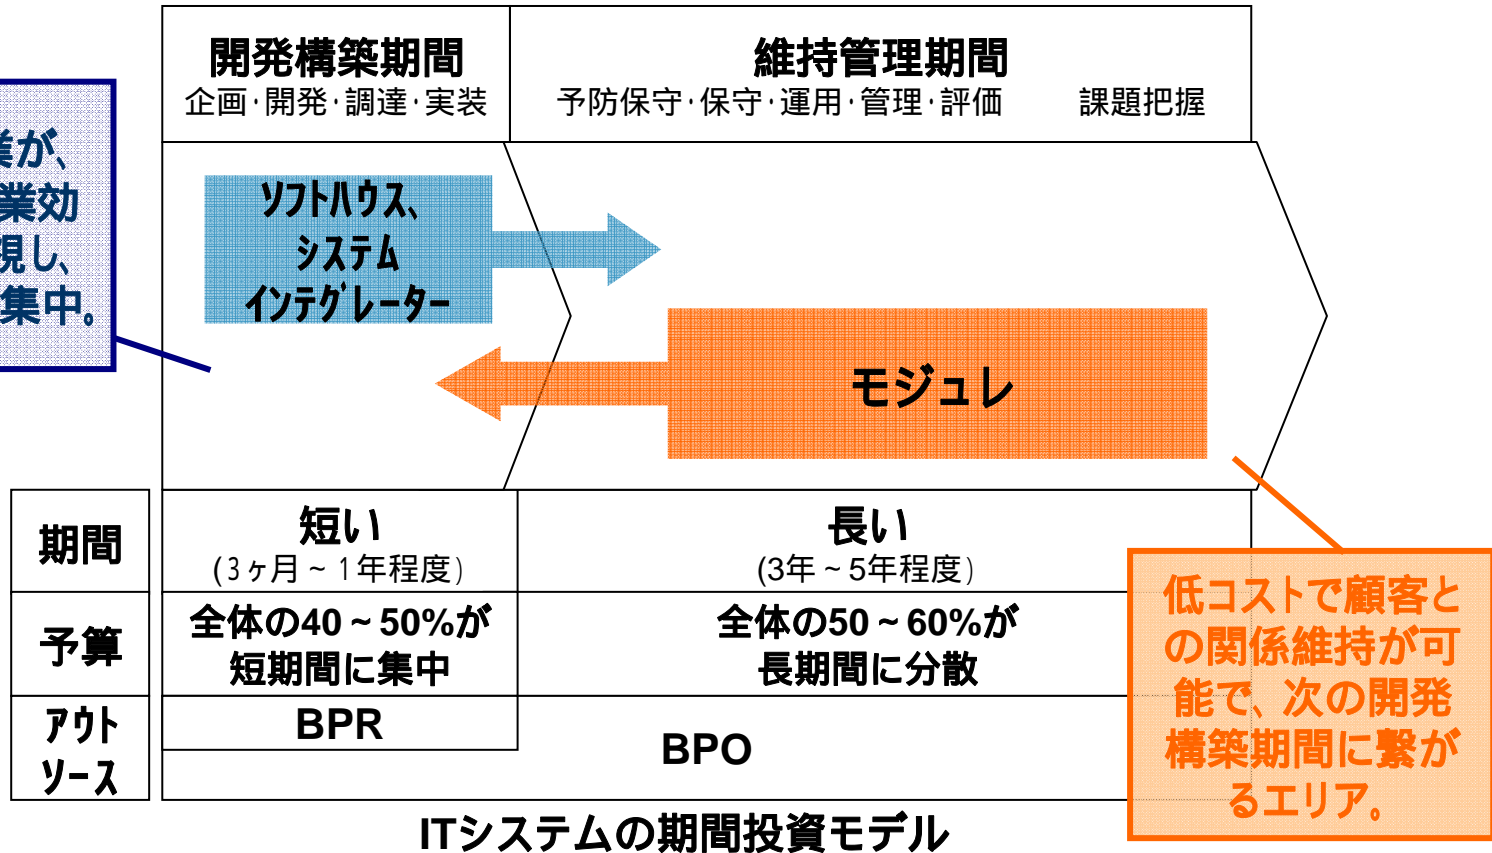 開発構築期間
企画･開発･調達･実装
維持管理期間
予防保守･保守･運用･管理･評価　　課題把握
業が、
業効
視し、
集中。
ソフトハウス、
システム
インテグレーター
モジュレ
期間
短い
(3ヶ月～1年程度)
長い
(3年～5年程度)
予算
全体の40～50%が
短期間に集中
全体の50～60%が
長期間に分散
アウト
ソース
BPR
BPO
低コストで顧客と
の関係維持が可
能で、次の開発
構築期間に繋が
るエリア。
ITシステムの期間投資モデル